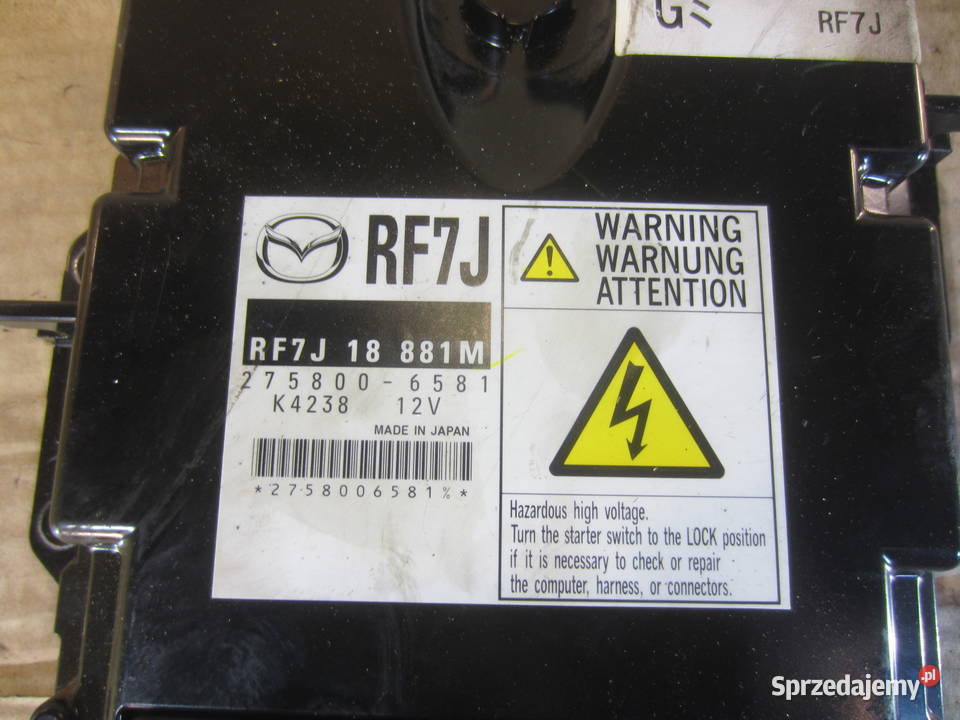 G ミ
RF7J
RF7J
RF7J 18 881M
275800-6581
K4238 12V
MADE IN JAPAN
*2758006581%*
WARNING
WARNUNG
ATTENTION
Hazardous high voltage.
Turn the starter switch to the LOCK position
if it is necessary to check or repair
the computer, harness, or connectors.
Sprzedajemy.pl